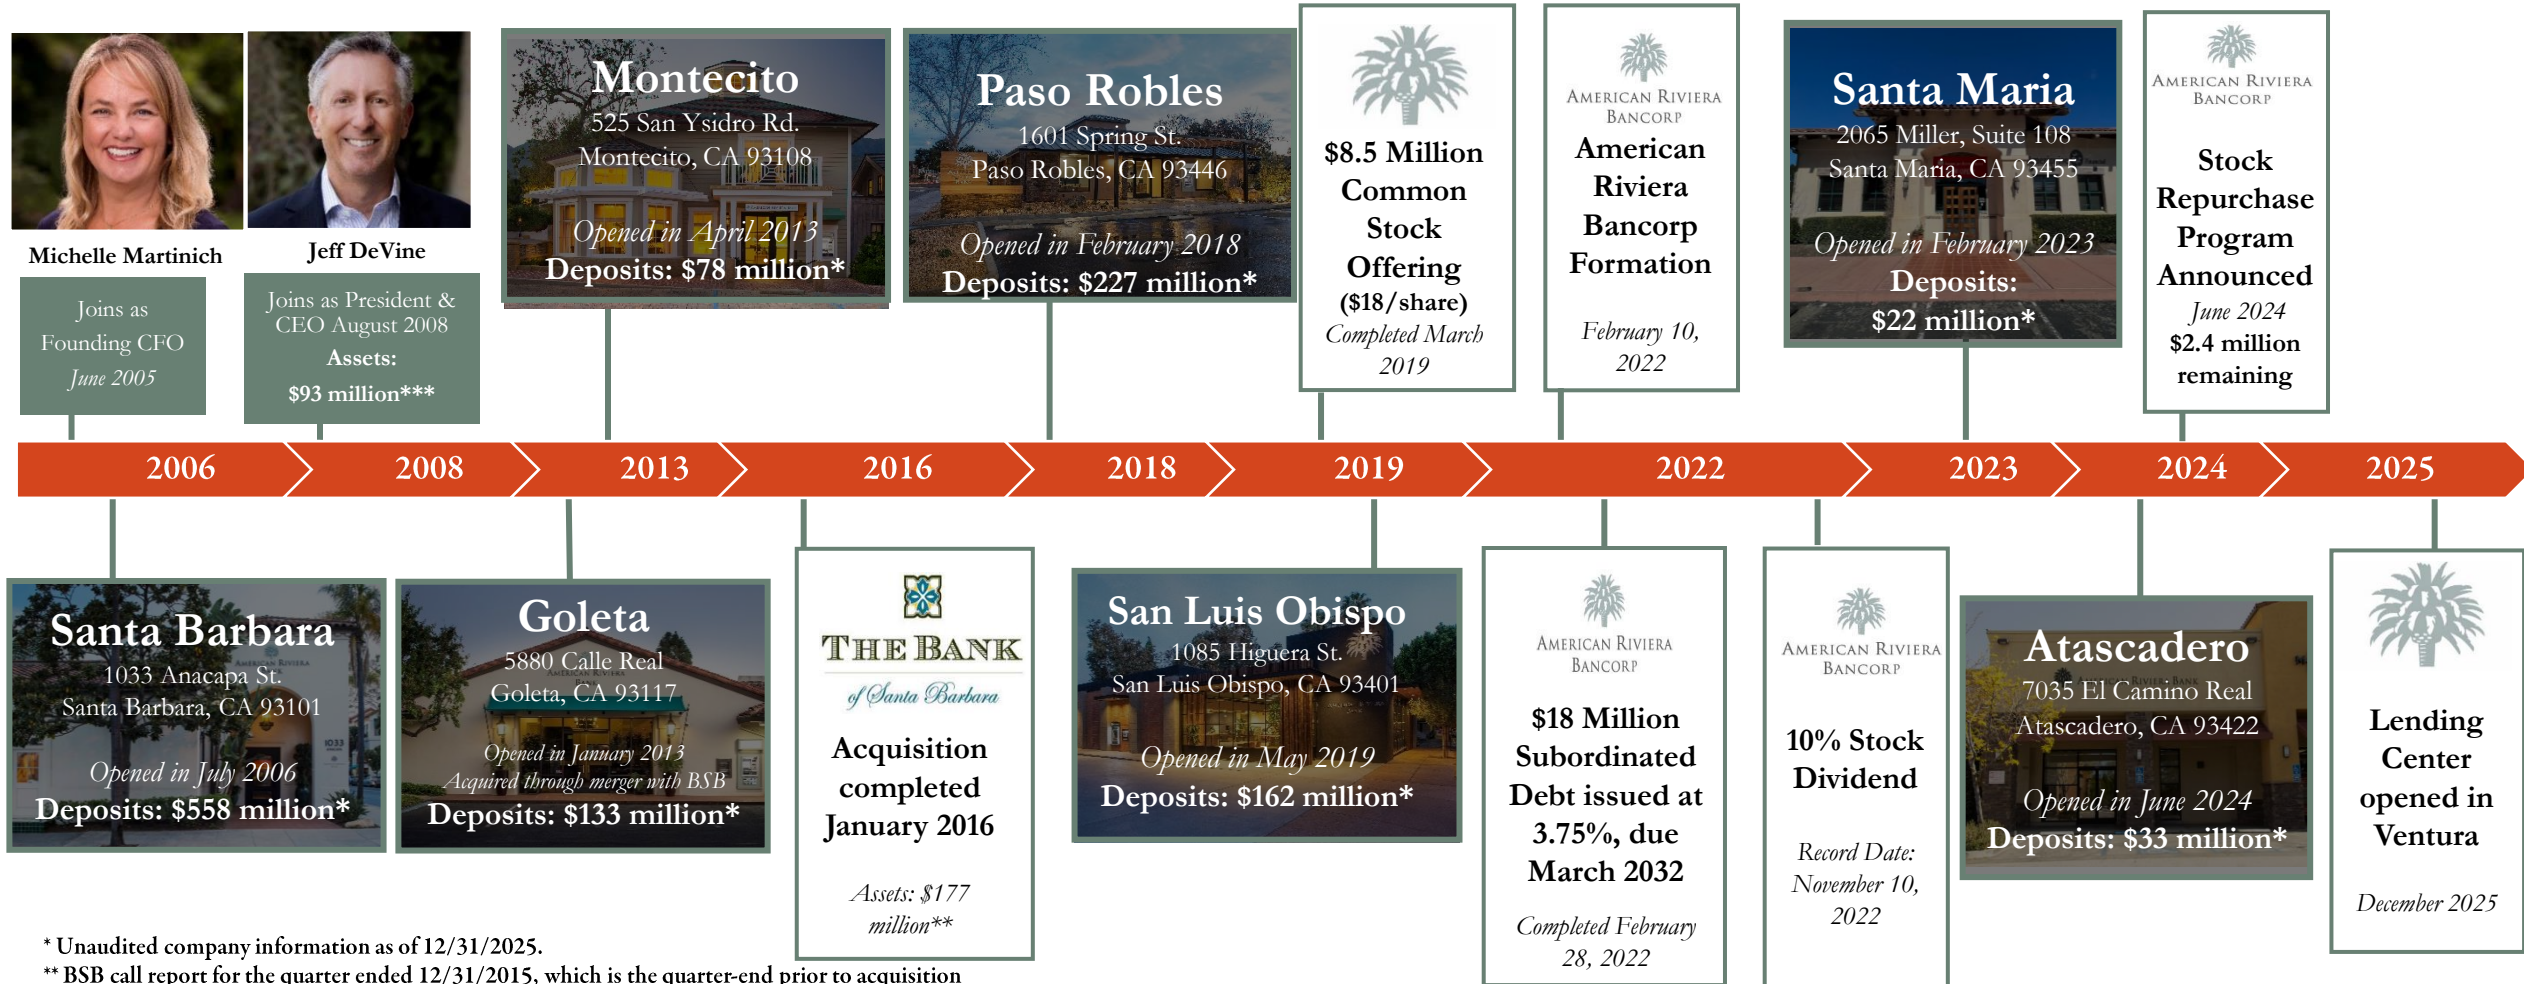 Michelle Martinich
Joins as
Founding CFO
June 2005
Jeff DeVine
Joins as President &
CEO August 2008
Assets:
$93 million***
Montecito
525 San Ysidro Rd.
Montecito, CA 93108
Opened in April 2013
Deposits: $78 million*
Paso Robles
1601 Spring St.
Paso Robles, CA 93446
Opened in February 2018
Deposits: $227 million*
$8.5 Million
Common
Stock
Offering
($18/share)
Completed March
2019
AMERICAN RIVIERA
BANCORP
American
Riviera
Bancorp
Formation
February 10,
2022
Santa Maria
2065 Miller, Suite 108
Santa Maria, CA 93455
Opened in February 2023
Deposits:
$22 million*
AMERICAN RIVIERA
BANCORP
Stock
Repurchase
Program
Announced
June 2024
$2.4 million
remaining
2006
2008
2013
2016
2018
2019
2022
2023
2024
2025
Santa Barbara
AMERICAN RIVIERA
1033 Anacapa St.
Santa Barbara, CA 93101
1033
Opened in July 2006
Deposits: $558 million*
Goleta
5880 Calle Real
AMERICAN RIVIERA
Goleta, CA 93117
Opened in January 2013
Acquired through merger with BSB
Deposits: $133 million*
THE BANK
of Santa Barbara
Acquisition
completed
January 2016
Assets: $177
million**
San Luis Obispo
1085 Higuera St.
San Luis Obispo, CA 93401
Opened in May 2019
Deposits: $162 million*
AMERICAN RIVIERA
BANCORP
$18 Million
Subordinated
Debt issued at
3.75%, due
March 2032
Completed February
28, 2022
AMERICAN RIVIERA
BANCORP
10% Stock
Dividend
Record Date:
November 10,
2022
Atascadero
AMERICAN RIVIERA BANK
7035 El Camino Real
Atascadero, CA 93422
Opened in June 2024
Deposits: $33 million*
Lending
Center
opened in
Ventura
December 2025
* Unaudited company information as of 12/31/2025.
** BSB call report for the quarter ended 12/31/2015, which is the quarter-end prior to acquisition